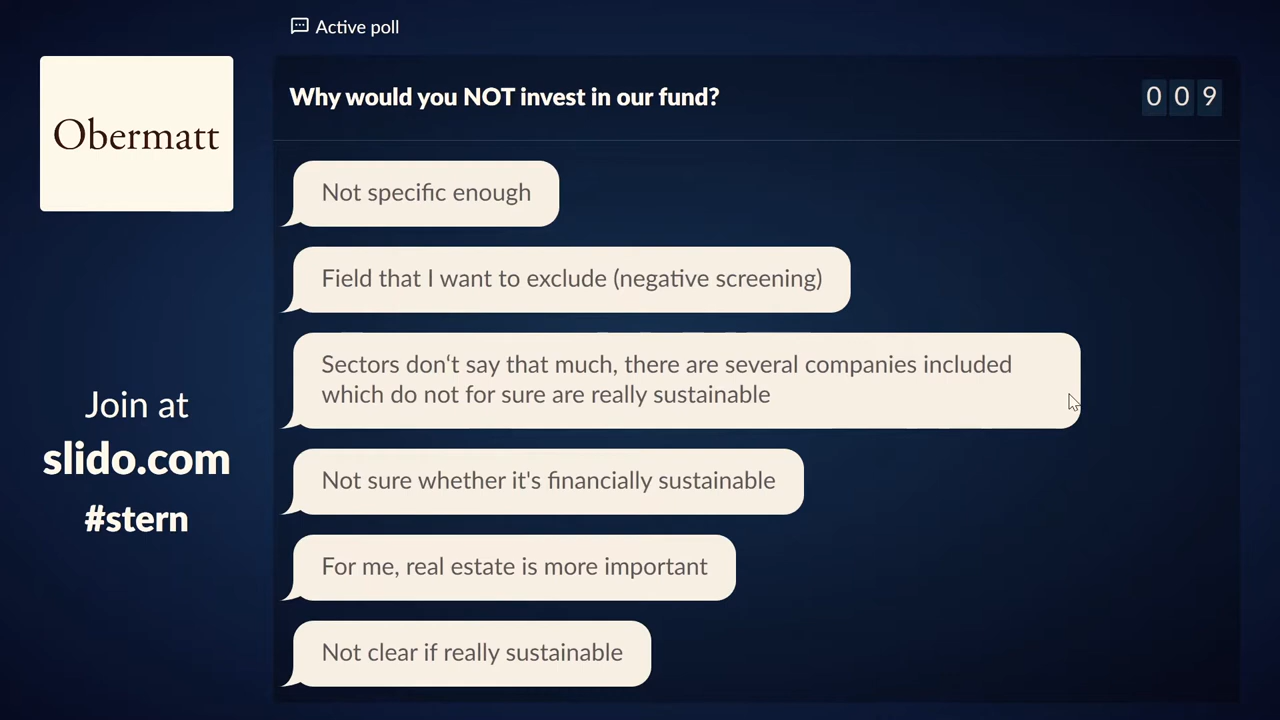 Active poll
Obermatt
Why would you NOT invest in our fund?
009
Not specific enough
Field that I want to exclude (negative screening)
Sectors don‘t say that much, there are several companies included
which do not for sure are really sustainable
Not sure whether it's financially sustainable
For me, real estate is more important
Not clear if really sustainable
Join at
slido.com
#stern